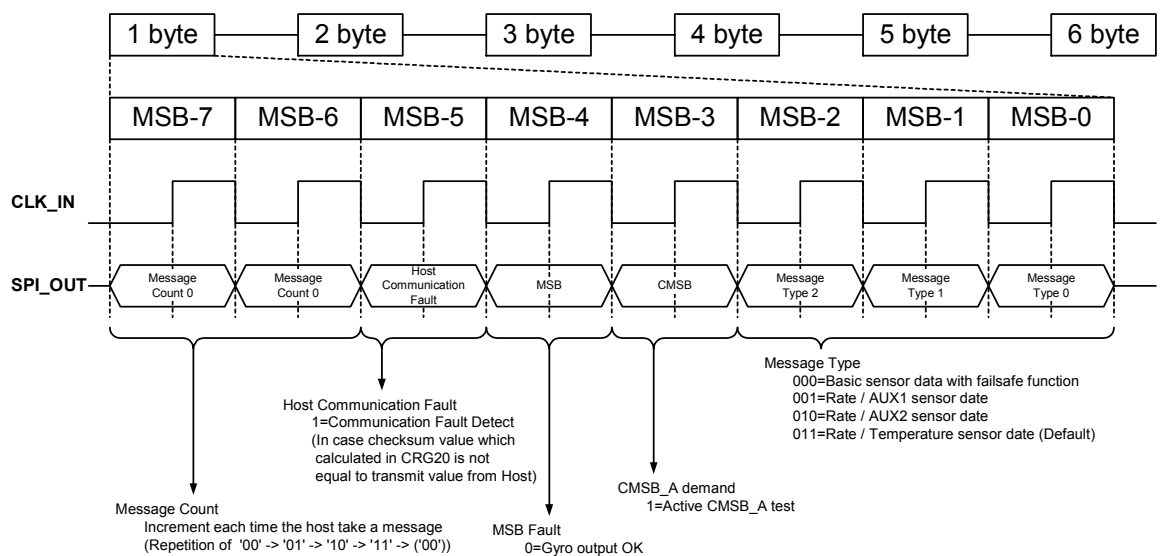 1 byte 2 byte 3 byte 4 byte 5 byte 6 byte
MSB-7 MSB-6 MSB-5 MSB-4 MSB-3 MSB-2 MSB-1 MSB-0
CLK_IN
SPI_OUT
Message
Count 0
Message
Count 0
Host
Communication
Fault
MSB
CMSB
Message
Type 2
Message
Type 1
Message
Type 0
Message Type
000=Basic sensor data with failsafe function
001=Rate / AUX1 sensor date
010=Rate / AUX2 sensor date
011=Rate / Temperature sensor date (Default)
Host Communication Fault
1=Communication Fault Detect
(In case checksum value which
calculated in CRG20 is not
equal to transmit value from Host)
CMSB_A demand
1=Active CMSB_A test
Message Count
Increment each time the host take a message
(Repetition of '00' -> '01' -> '10' -> '11' -> ('00'))
MSB Fault
0=Gyro output OK